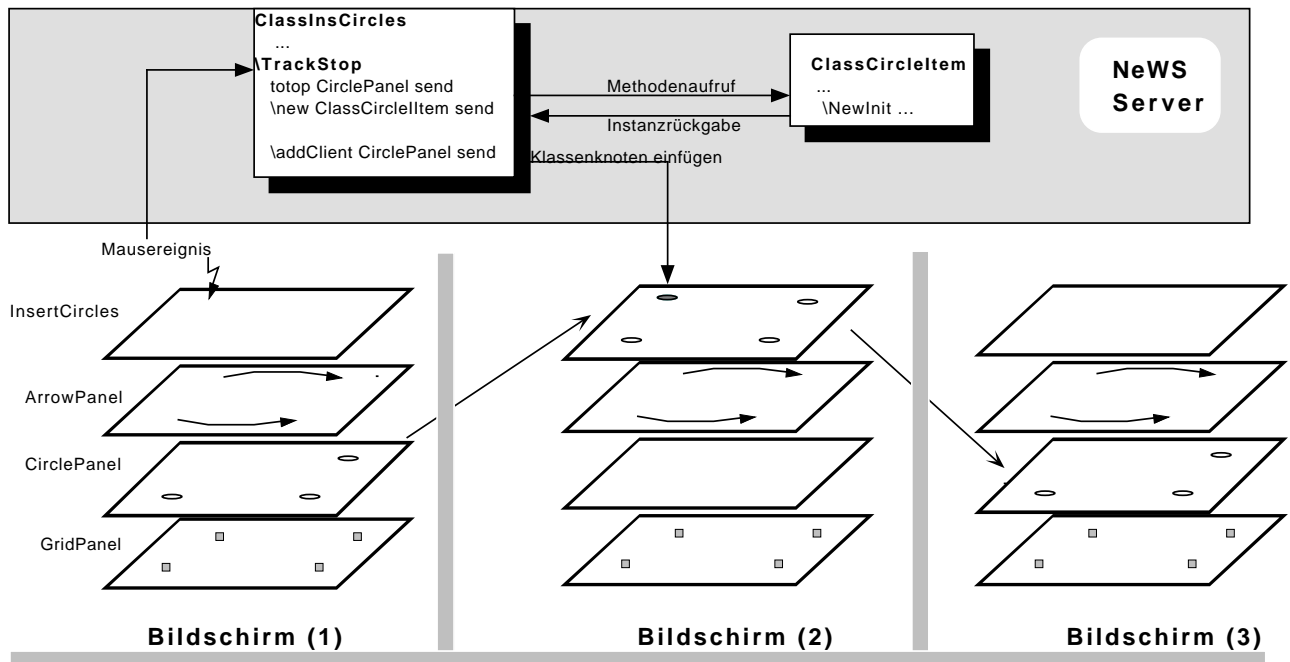 ClassInsCircles
...
\TrackStop
totop CirclePanel send
\new ClassCircleIItem send
\addClient CirclePanel send
Methodenaufruf
Instanzrückgabe
Klassenknoten einfügen
ClassCircleItem
...
\NewInit ...
NeWS
Server
Mausereignis
InsertCircles
ArrowPanel
CirclePanel
GridPanel
Bildschirm (1)
Bildschirm (2)
Bildschirm (3)